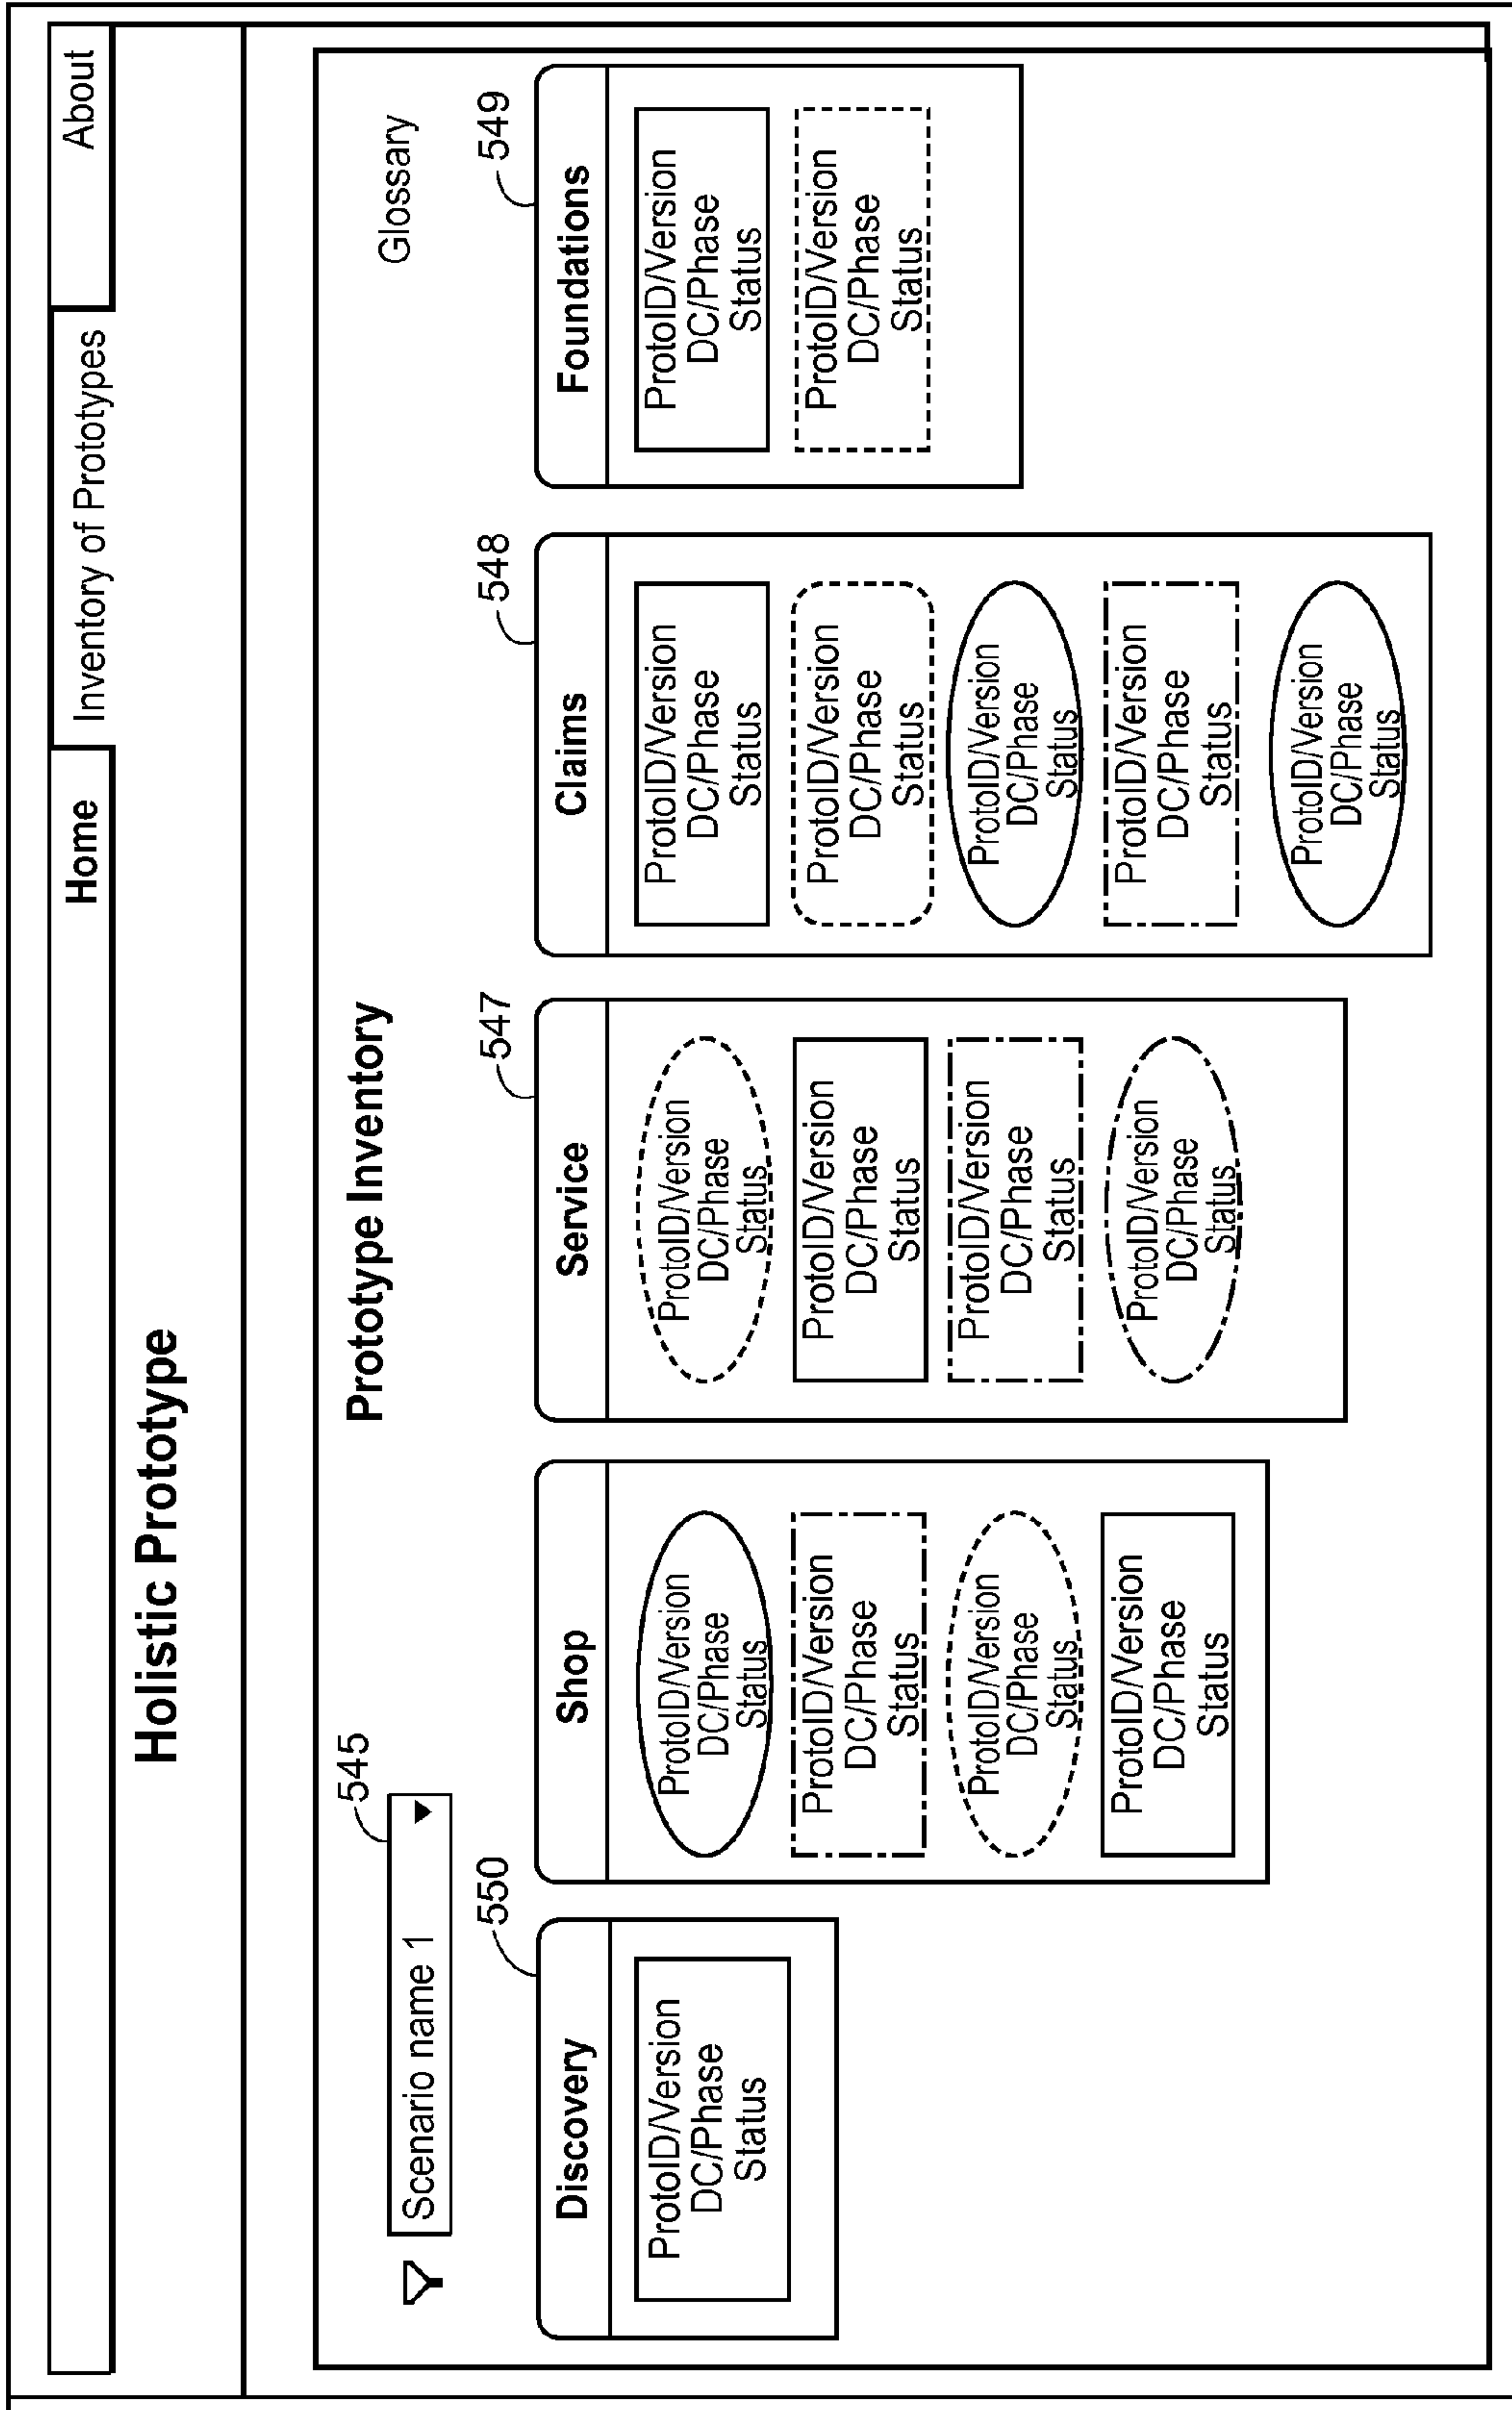 Home
Inventory of Prototypes
About
Holistic Prototype
Prototype Inventory
Scenario name 1
545
Glossary
550
547
548
549
Discovery
ProtoID/Version
DC/Phase
Status
Shop
ProtoID/Version
DC/Phase
Status
ProtoID/Version
DC/Phase
Status
ProtoID/Version
DC/Phase
Status
ProtoID/Version
DC/Phase
Status
Service
ProtoID/Version
DC/Phase
Status
ProtoID/Version
DC/Phase
Status
ProtoID/Version
DC/Phase
Status
ProtoID/Version
DC/Phase
Status
Claims
ProtoID/Version
DC/Phase
Status
ProtoID/Version
DC/Phase
Status
ProtoID/Version
DC/Phase
Status
ProtoID/Version
DC/Phase
Status
ProtoID/Version
DC/Phase
Status
Foundations
ProtoID/Version
DC/Phase
Status
ProtoID/Version
DC/Phase
Status